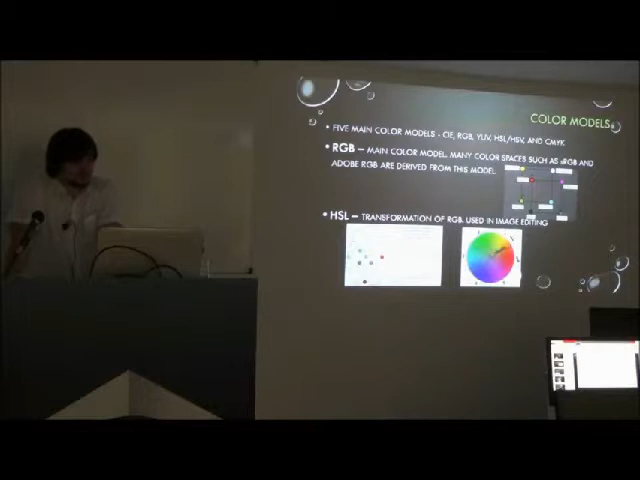 COLOR MODELS
• FIVE MAIN COLOR MODELS - CIE, RGB, YUV, HSL/HSV, AND CMYK
• RGB – MAIN COLOR MODEL. MANY COLOR SPACES SUCH AS sRGB AND
ADOBE RGB ARE DERIVED FROM THIS MODEL.
• HSL – TRANSFORMATION OF RGB. USED IN IMAGE EDITING